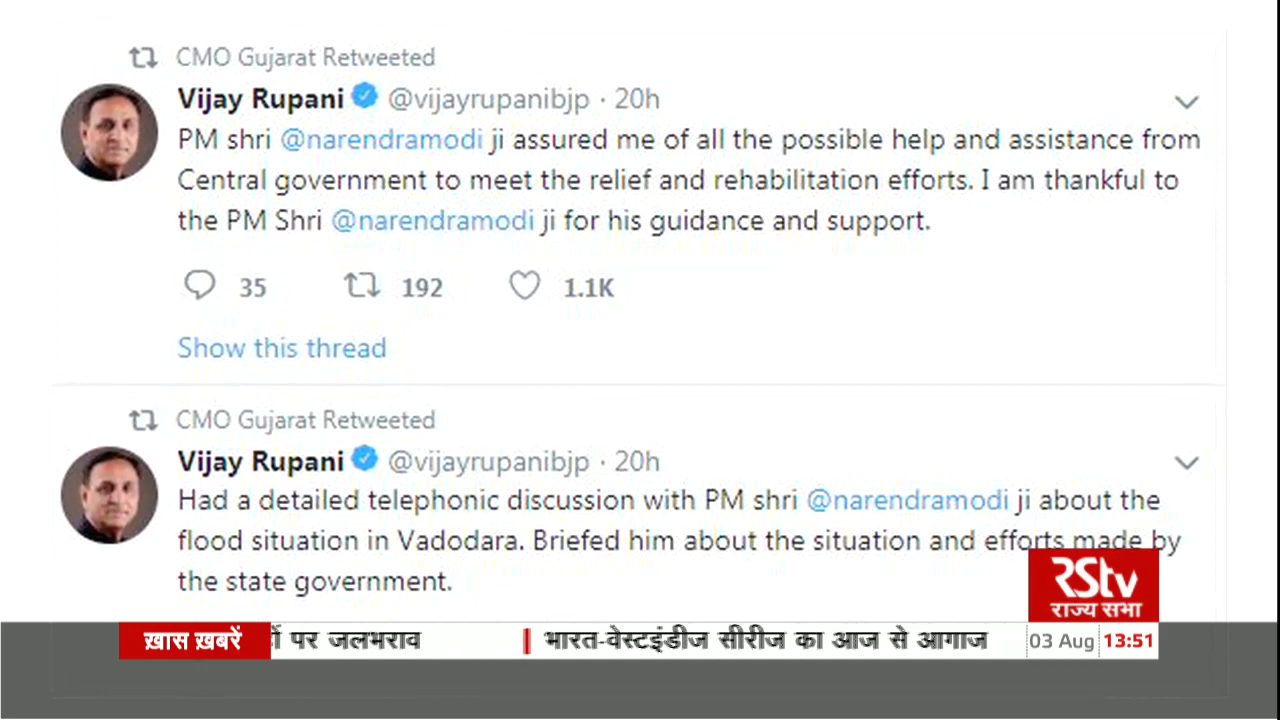 CMO Gujarat Retweeted
Vijay Rupani @vijayrupanibjp · 20h
PM shri @narendramodi ji assured me of all the possible help and assistance from
Central government to meet the relief and rehabilitation efforts. I am thankful to
the PM Shri @narendramodi ji for his guidance and support.
35 192 1.1K
Show this thread
CMO Gujarat Retweeted
Vijay Rupani @vijayrupanibjp · 20h
Had a detailed telephonic discussion with PM shri @narendramodi ji about the
flood situation in Vadodara. Briefed him about the situation and efforts made by
the state government.
RStv
राज्य सभा
ख़ास ख़बरें पर जलभराव | भारत-वेस्टइंडीज सीरीज का आज से आगाज 03 Aug 13:51